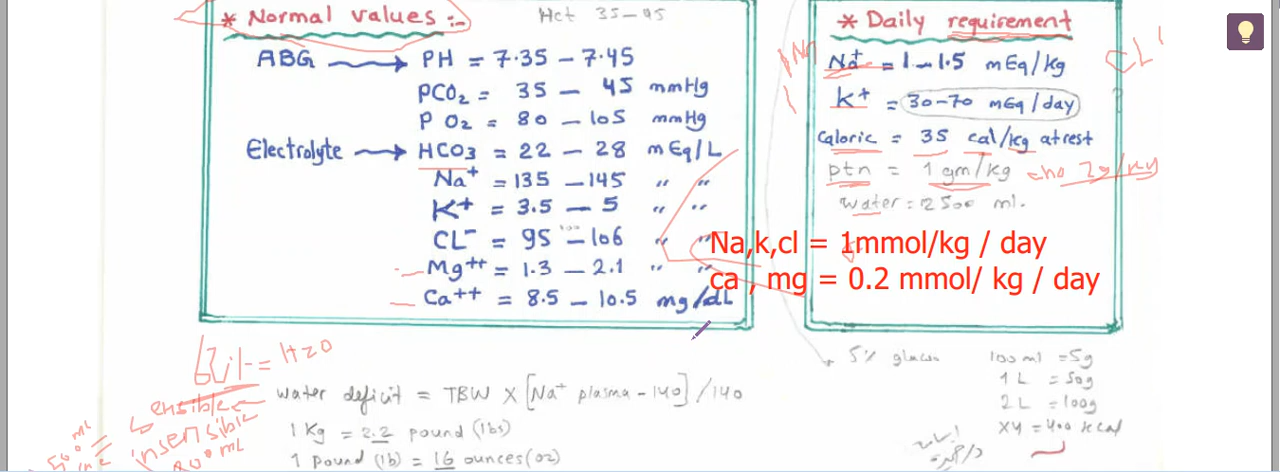 * Normal values :-
Hct 35-45
ABG → PH = 7.35 – 7.45
PCO2 = 35 – 45 mmHg
P O2 = 80 – 105 mmHg
Electrolyte → HCO3 = 22 – 28 mEq/L
Na+ = 135 – 145 " "
K+ = 3.5 – 5 " "
CL- = 95 – 106 " "
Mg++ = 1.3 – 2.1 " "
Ca++ = 8.5 – 10.5 mg/dL
* Daily requirement
Na+ = 1 – 1.5 mEq/kg
CL
K+ = 30-70 mEq/day
Caloric = 35 cal/kg at rest
ptn = 1 gm/kg cho 2g/kg
water = 2500 ml.
Na,k,cl = 1mmol/kg / day
ca , mg = 0.2 mmol/ kg / day
= H2O
ensible
insensible
water deficit = TBW X [Na+ plasma - 140] / 140
1 Kg = 2.2 pound (lbs)
1 pound (lb) = 16 ounces (oz)
5% glucose 100 ml = 5g
1 L = 50g
2 L = 100g
X4 = 400 kcal